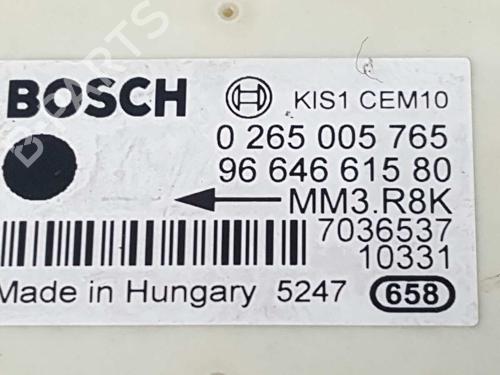 BOSCH KIS1 CEM10
0 265 005 765
96 646 615 80
MM3.R8K
7036537
10331
Made in Hungary 5247 658